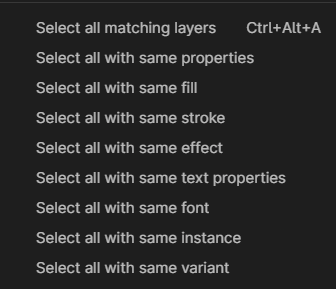 Select all matching layers Ctrl+Alt+A
Select all with same properties
Select all with same fill
Select all with same stroke
Select all with same effect
Select all with same text properties
Select all with same font
Select all with same instance
Select all with same variant